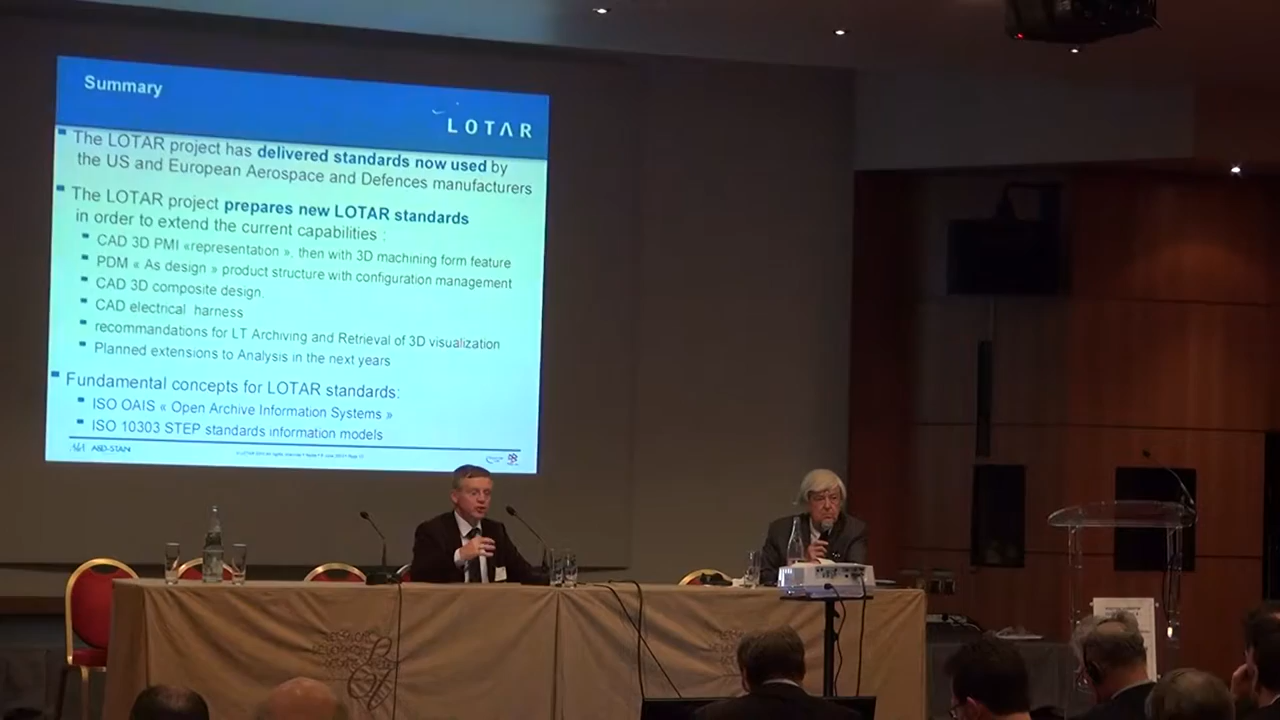 Summary
LOTAR
The LOTAR project has delivered standards now used by
the US and European Aerospace and Defences manufacturers
The LOTAR project prepares new LOTAR standards
in order to extend the current capabilities :
CAD 3D PMI «representation », then with 3D machining form feature
PDM « As design » product structure with configuration management
CAD 3D composite design,
CAD electrical harness
recommandations for LT Archiving and Retrieval of 3D visualization
Planned extensions to Analysis in the next years
Fundamental concepts for LOTAR standards:
ISO OAIS « Open Archive Information Systems »
ISO 10303 STEP standards information models
ASD-STAN